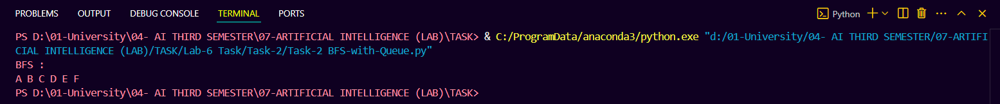 PROBLEMS OUTPUT DEBUG CONSOLE TERMINAL PORTS Python
PS D:\01-University\04- AI THIRD SEMESTER\07-ARTIFICIAL INTELLIGENCE (LAB)\TASK> & C:/ProgramData/anaconda3/python.exe "d:/01-University/04- AI THIRD SEMESTER/07-ARTIFI
CIAL INTELLIGENCE (LAB)/TASK/Lab-6 Task/Task-2/Task-2 BFS-with-Queue.py"
BFS :
A B C D E F
PS D:\01-University\04- AI THIRD SEMESTER\07-ARTIFICIAL INTELLIGENCE (LAB)\TASK>